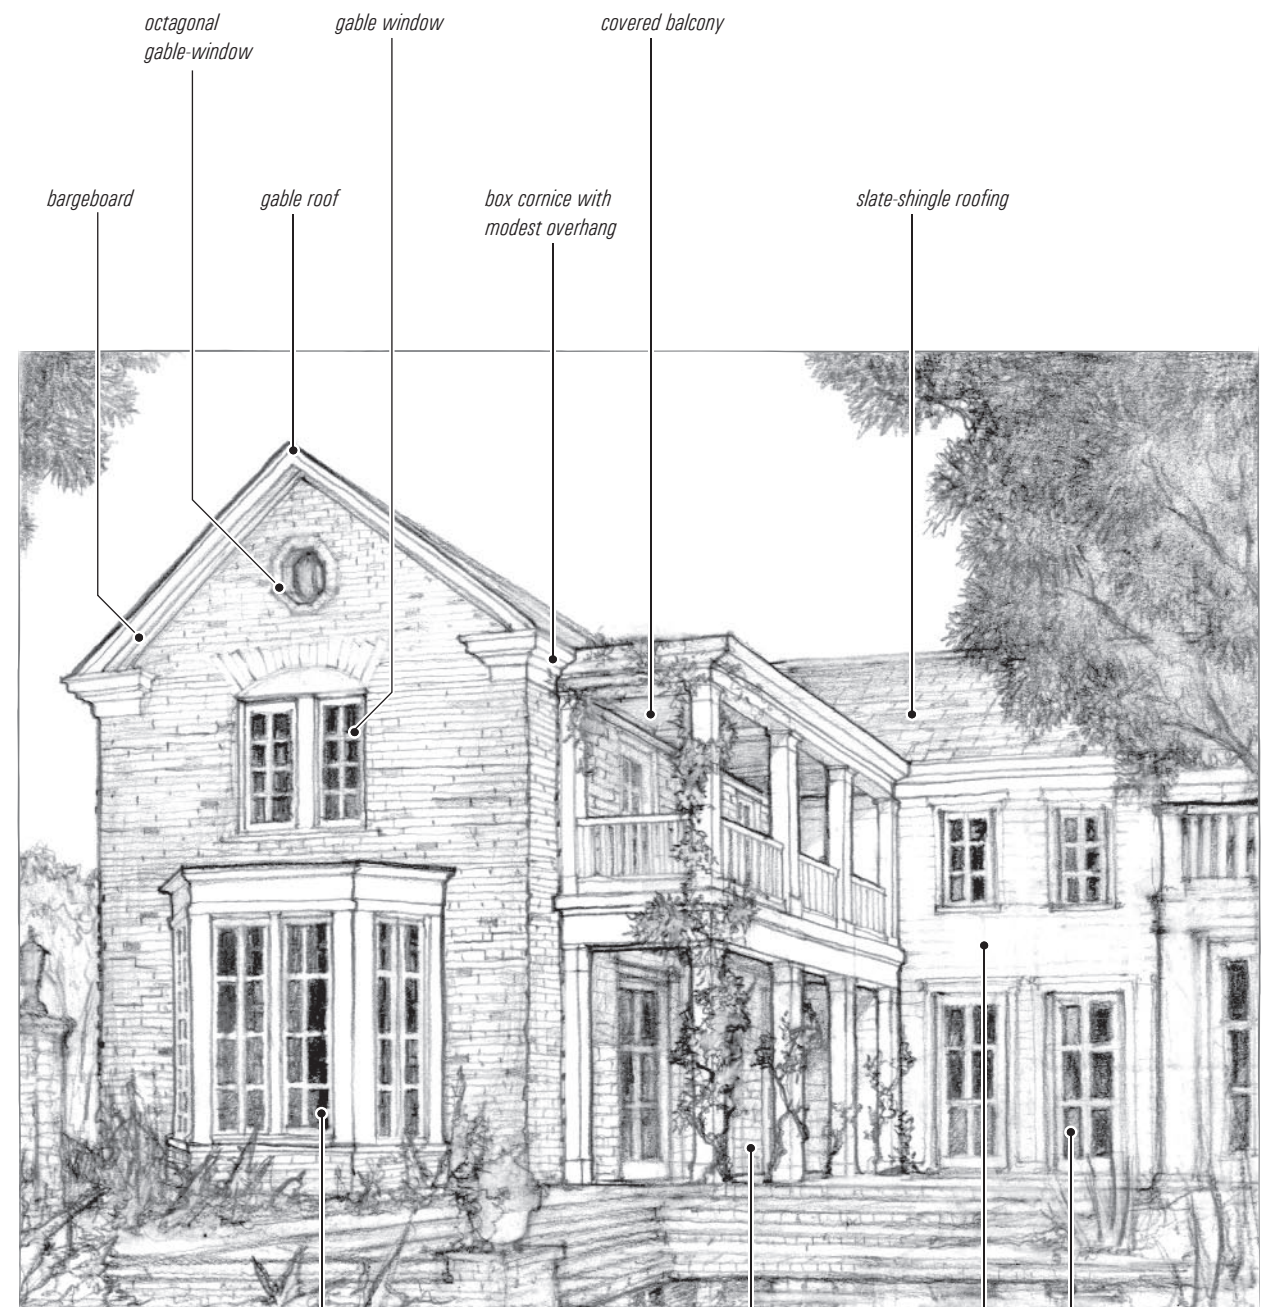 octagonal
gable-window
gable window
covered balcony
bargeboard
gable roof
box cornice with
modest overhang
slate-shingle roofing